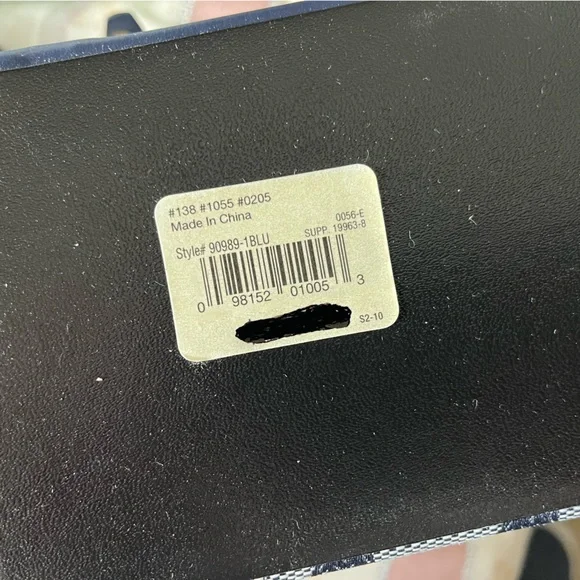 #138 #1055 #0205
Made In China
0056-E
SUPP. 19963-8
Style# 90989-1BLU
0 98152 01005 3
S2-10